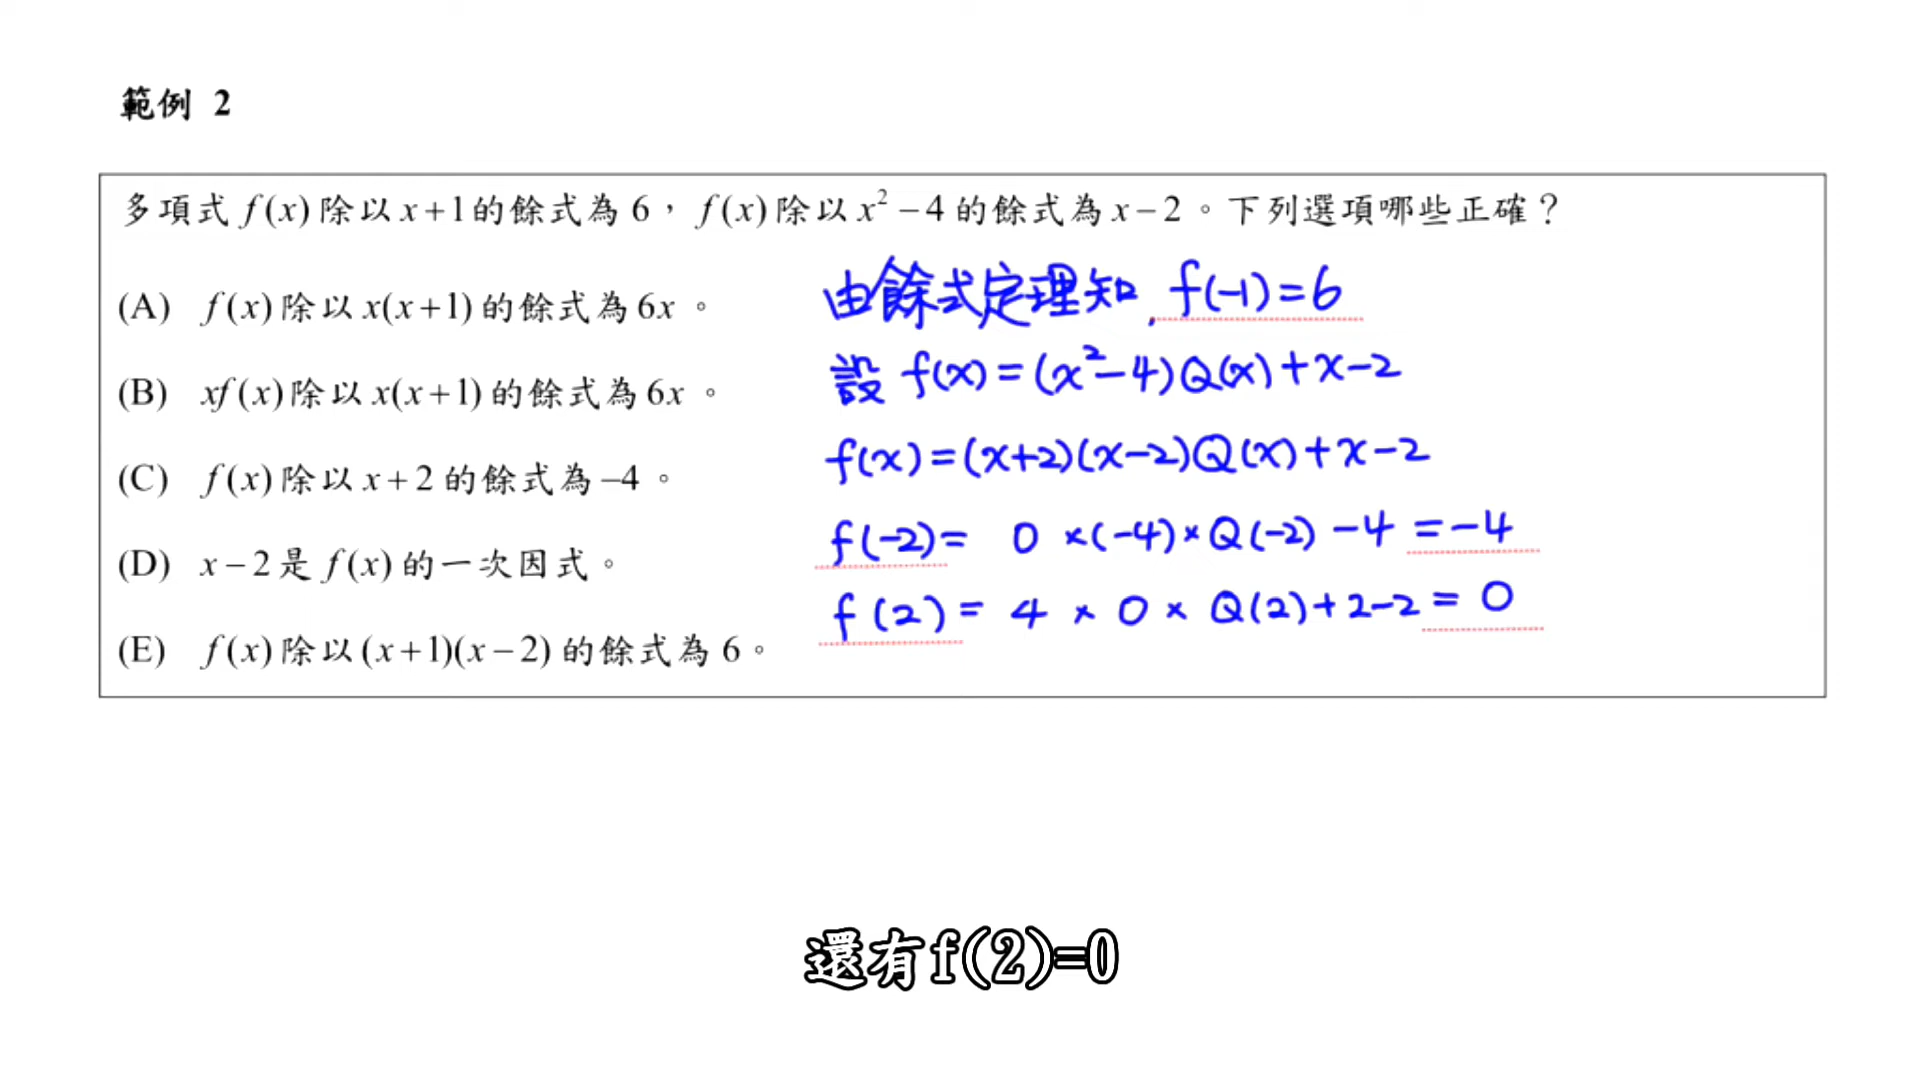 範例 2
多項式 f(x) 除以 x+1 的餘式為 6，f(x) 除以 x²−4 的餘式為 x−2。下列選項哪些正確？
(A) f(x) 除以 x(x+1) 的餘式為 6x。
(B) xf(x) 除以 x(x+1) 的餘式為 6x。
(C) f(x) 除以 x+2 的餘式為 −4。
(D) x−2 是 f(x) 的一次因式。
(E) f(x) 除以 (x+1)(x−2) 的餘式為 6。
由餘式定理知, f(-1)=6
設 f(x)=(x²-4)Q(x)+x-2
f(x)=(x+2)(x-2)Q(x)+x-2
f(-2)= 0×(-4)×Q(-2)-4=-4
f(2)= 4×0×Q(2)+2-2=0
還有f(2)=0